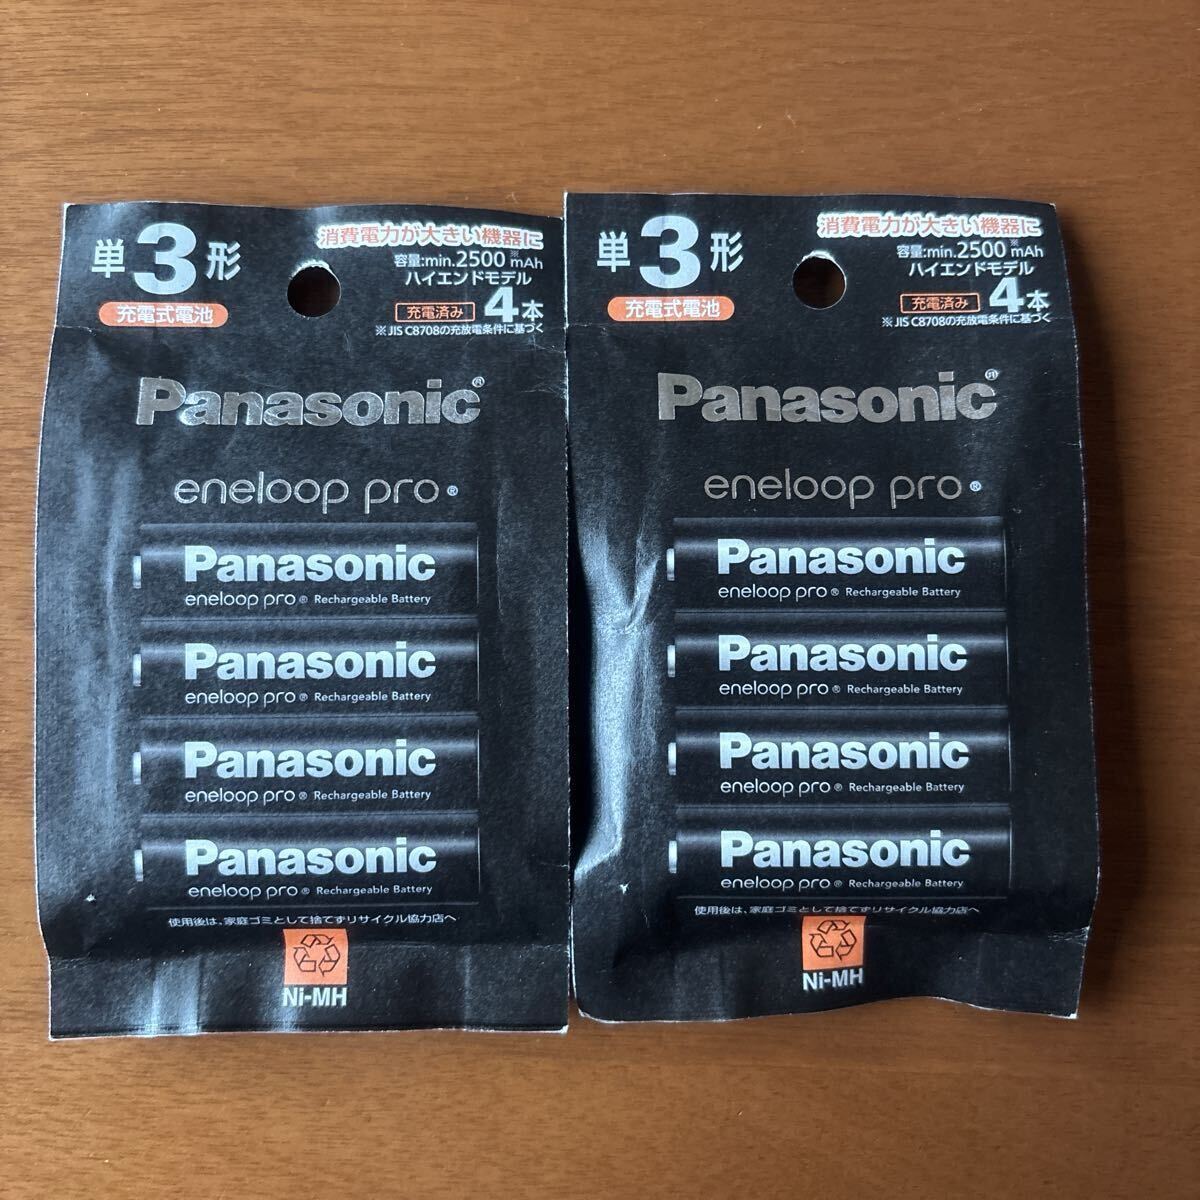 単3形
充電式電池
消費電力が大きい機器に
容量:min.2500※mAh
ハイエンドモデル
充電済み 4本
※JIS C8708の充放電条件に基づく
Panasonic®
eneloop pro®
Panasonic
eneloop pro® Rechargeable Battery
Panasonic
eneloop pro® Rechargeable Battery
Panasonic
eneloop pro® Rechargeable Battery
Panasonic
eneloop pro® Rechargeable Battery
使用後は、家庭ゴミとして捨てずリサイクル協力店へ
Ni-MH
単3形
充電式電池
消費電力が大きい機器に
容量:min.2500※mAh
ハイエンドモデル
充電済み 4本
※JIS C8708の充放電条件に基づく
Panasonic®
eneloop pro®
Panasonic
eneloop pro® Rechargeable Battery
Panasonic
eneloop pro® Rechargeable Battery
Panasonic
eneloop pro® Rechargeable Battery
Panasonic
eneloop pro® Rechargeable Battery
使用後は、家庭ゴミとして捨てずリサイクル協力店へ
Ni-MH